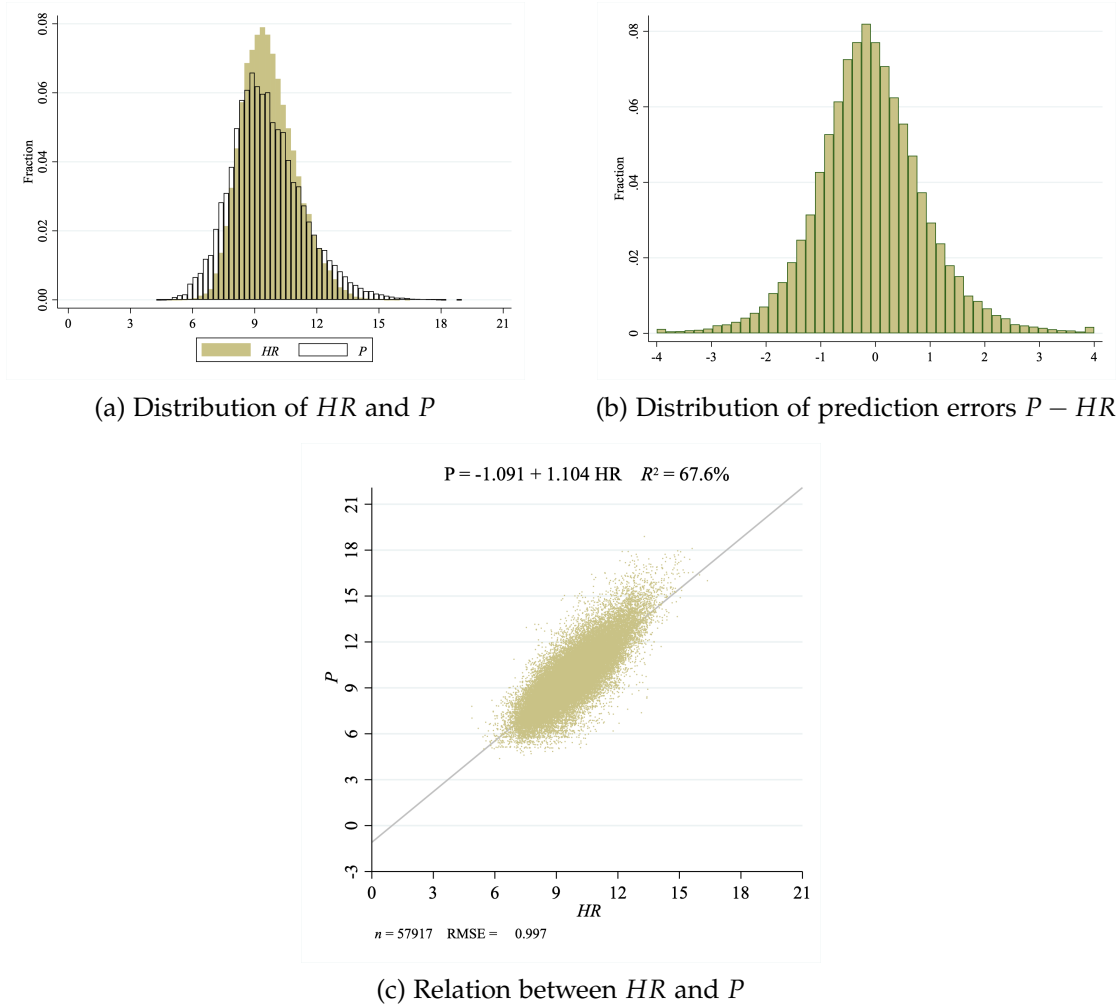 0.08
0.06
0.04
0.02
0.00
Fraction
0 3 6 9 12 15 18 21
HR P
(a) Distribution of HR and P
.08
.06
.04
.02
0
Fraction
-4 -3 -2 -1 0 1 2 3 4
(b) Distribution of prediction errors P − HR
P = -1.091 + 1.104 HR R² = 67.6%
21
18
15
12
9
6
3
0
-3
P
0 3 6 9 12 15 18 21
HR
n = 57917 RMSE = 0.997
(c) Relation between HR and P